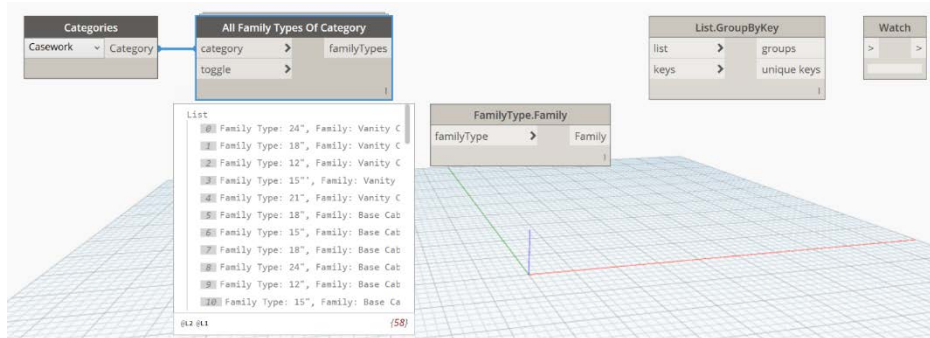 Categories
Casework
Category
All Family Types Of Category
category
>
familyTypes
toggle
>
List
0 Family Type: 24", Family: Vanity C
1 Family Type: 18", Family: Vanity C
2 Family Type: 12", Family: Vanity C
3 Family Type: 15"', Family: Vanity
4 Family Type: 21", Family: Vanity C
5 Family Type: 18", Family: Base Cab
6 Family Type: 15", Family: Base Cab
7 Family Type: 18", Family: Base Cab
8 Family Type: 24", Family: Base Cab
9 Family Type: 12", Family: Base Cab
10 Family Type: 15", Family: Base Ca
@L2 @L1
{58}
FamilyType.Family
familyType
>
Family
List.GroupByKey
list
>
groups
keys
>
unique keys
Watch
>
>